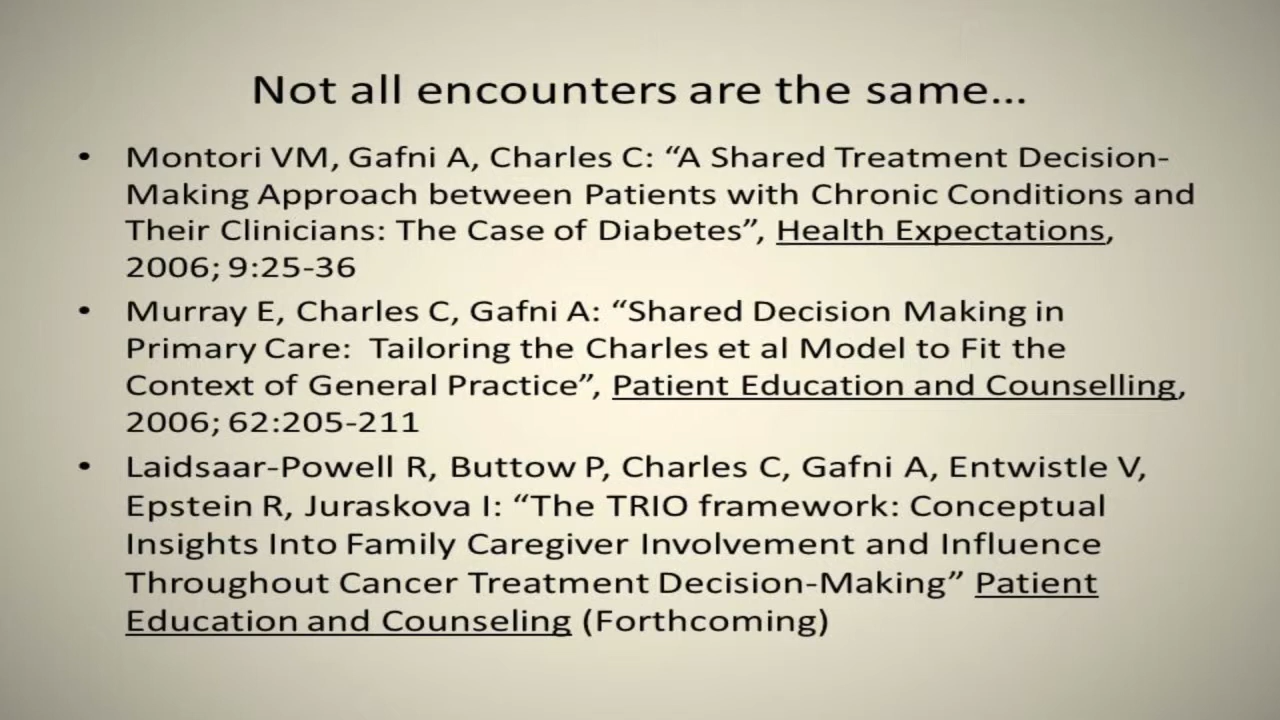 Not all encounters are the same...
• Montori VM, Gafni A, Charles C: “A Shared Treatment Decision-
Making Approach between Patients with Chronic Conditions and
Their Clinicians: The Case of Diabetes”, Health Expectations,
2006; 9:25-36
• Murray E, Charles C, Gafni A: “Shared Decision Making in
Primary Care:  Tailoring the Charles et al Model to Fit the
Context of General Practice”, Patient Education and Counselling,
2006; 62:205-211
• Laidsaar-Powell R, Buttow P, Charles C, Gafni A, Entwistle V,
Epstein R, Juraskova I: “The TRIO framework: Conceptual
Insights Into Family Caregiver Involvement and Influence
Throughout Cancer Treatment Decision-Making” Patient
Education and Counseling (Forthcoming)